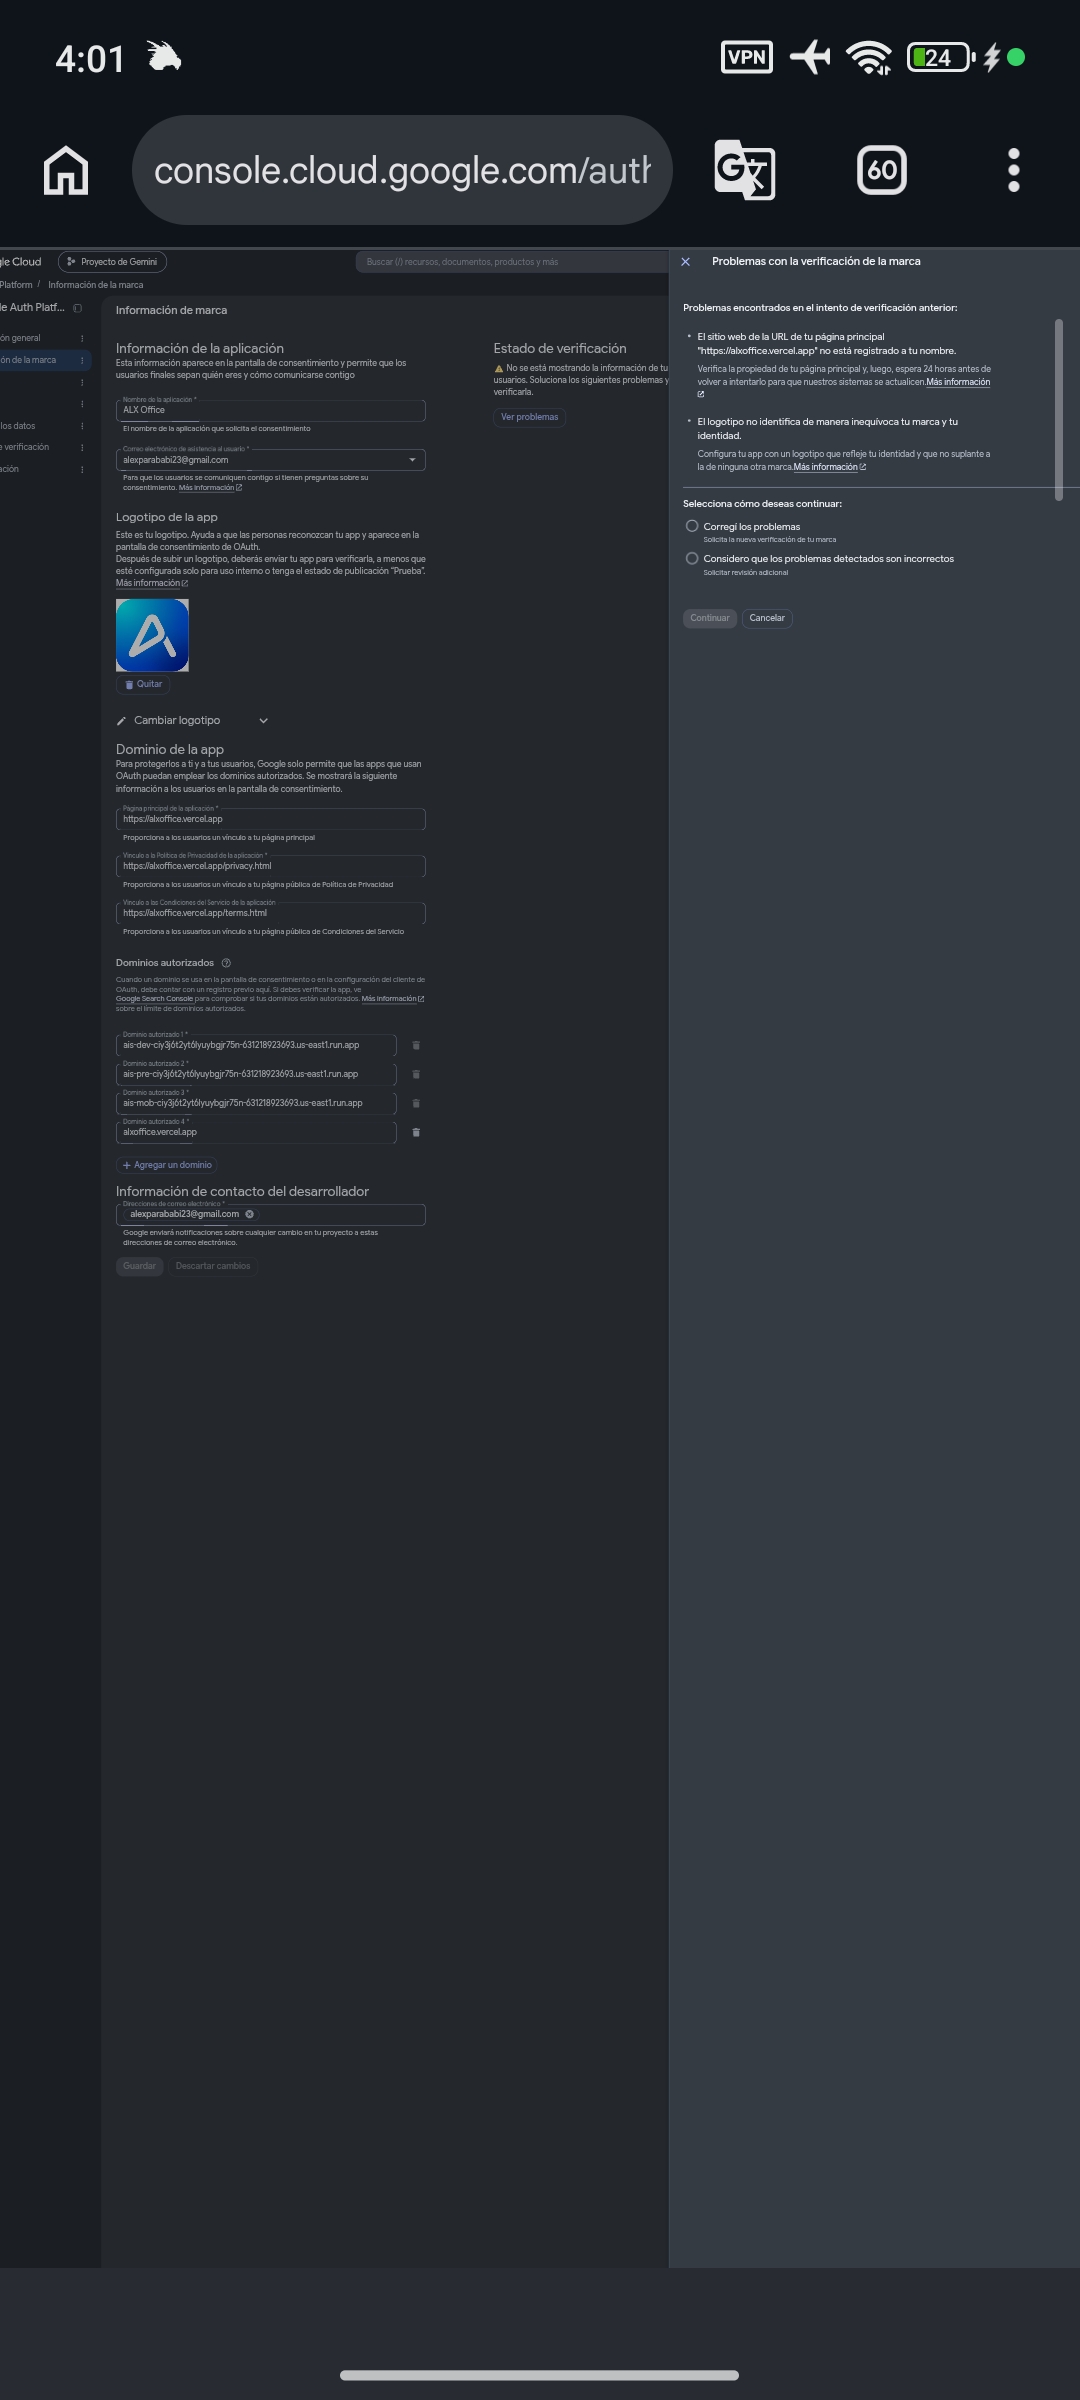 4:01
VPN
24
console.cloud.google.com/auth
60
gle Cloud
Proyecto de Gemini
Buscar (/) recursos, documentos, productos y más
Platform / Información de la marca
le Auth Platf...
ón general
ón de la marca
los datos
e verificación
ación
Información de marca
Información de la aplicación
Esta información aparece en la pantalla de consentimiento y permite que los
usuarios finales sepan quién eres y cómo comunicarse contigo
Nombre de la aplicación *
ALX Office
El nombre de la aplicación que solicita el consentimiento
Correo electrónico de asistencia al usuario *
alexparababi23@gmail.com
Para que los usuarios se comuniquen contigo si tienen preguntas sobre su
consentimiento. Más información
Logotipo de la app
Este es tu logotipo. Ayuda a que las personas reconozcan tu app y aparece en la
pantalla de consentimiento de OAuth.
Después de subir un logotipo, deberás enviar tu app para verificarla, a menos que
esté configurada solo para uso interno o tenga el estado de publicación "Prueba".
Más información
Quitar
Cambiar logotipo
Dominio de la app
Para protegerlos a ti y a tus usuarios, Google solo permite que las apps que usan
OAuth puedan emplear los dominios autorizados. Se mostrará la siguiente
información a los usuarios en la pantalla de consentimiento.
Página principal de la aplicación *
https://alxoffice.vercel.app
Proporciona a los usuarios un vínculo a tu página principal
Vínculo a la Política de Privacidad de la aplicación *
https://alxoffice.vercel.app/privacy.html
Proporciona a los usuarios un vínculo a tu página pública de Política de Privacidad
Vínculo a las Condiciones del Servicio de la aplicación
https://alxoffice.vercel.app/terms.html
Proporciona a los usuarios un vínculo a tu página pública de Condiciones del Servicio
Dominios autorizados
Cuando un dominio se usa en la pantalla de consentimiento o en la configuración del cliente de
OAuth, debe contar con un registro previo aquí. Si debes verificar la app, ve
Google Search Console para comprobar si tus dominios están autorizados. Más información
sobre el límite de dominios autorizados.
Dominio autorizado 1 *
ais-dev-ciy3j6t2yt6lyuybgjr75n-631218923693.us-east1.run.app
Dominio autorizado 2 *
ais-pre-ciy3j6t2yt6lyuybgjr75n-631218923693.us-east1.run.app
Dominio autorizado 3 *
ais-mob-ciy3j6t2yt6lyuybgjr75n-631218923693.us-east1.run.app
Dominio autorizado 4 *
alxoffice.vercel.app
Agregar un dominio
Información de contacto del desarrollador
Direcciones de correo electrónico *
alexparababi23@gmail.com
Google enviará notificaciones sobre cualquier cambio en tu proyecto a estas
direcciones de correo electrónico.
Guardar
Descartar cambios
Estado de verificación
No se está mostrando la información de tu
usuarios. Soluciona los siguientes problemas y
verificarla.
Ver problemas
Problemas con la verificación de la marca
Problemas encontrados en el intento de verificación anterior:
• El sitio web de la URL de tu página principal
"https://alxoffice.vercel.app" no está registrado a tu nombre.
Verifica la propiedad de tu página principal y, luego, espera 24 horas antes de
volver a intentarlo para que nuestros sistemas se actualicen.Más información
• El logotipo no identifica de manera inequívoca tu marca y tu
identidad.
Configura tu app con un logotipo que refleje tu identidad y que no suplante a
la de ninguna otra marca.Más información
Selecciona cómo deseas continuar:
Corregí los problemas
Solicita la nueva verificación de tu marca
Considero que los problemas detectados son incorrectos
Solicitar revisión adicional
Continuar
Cancelar